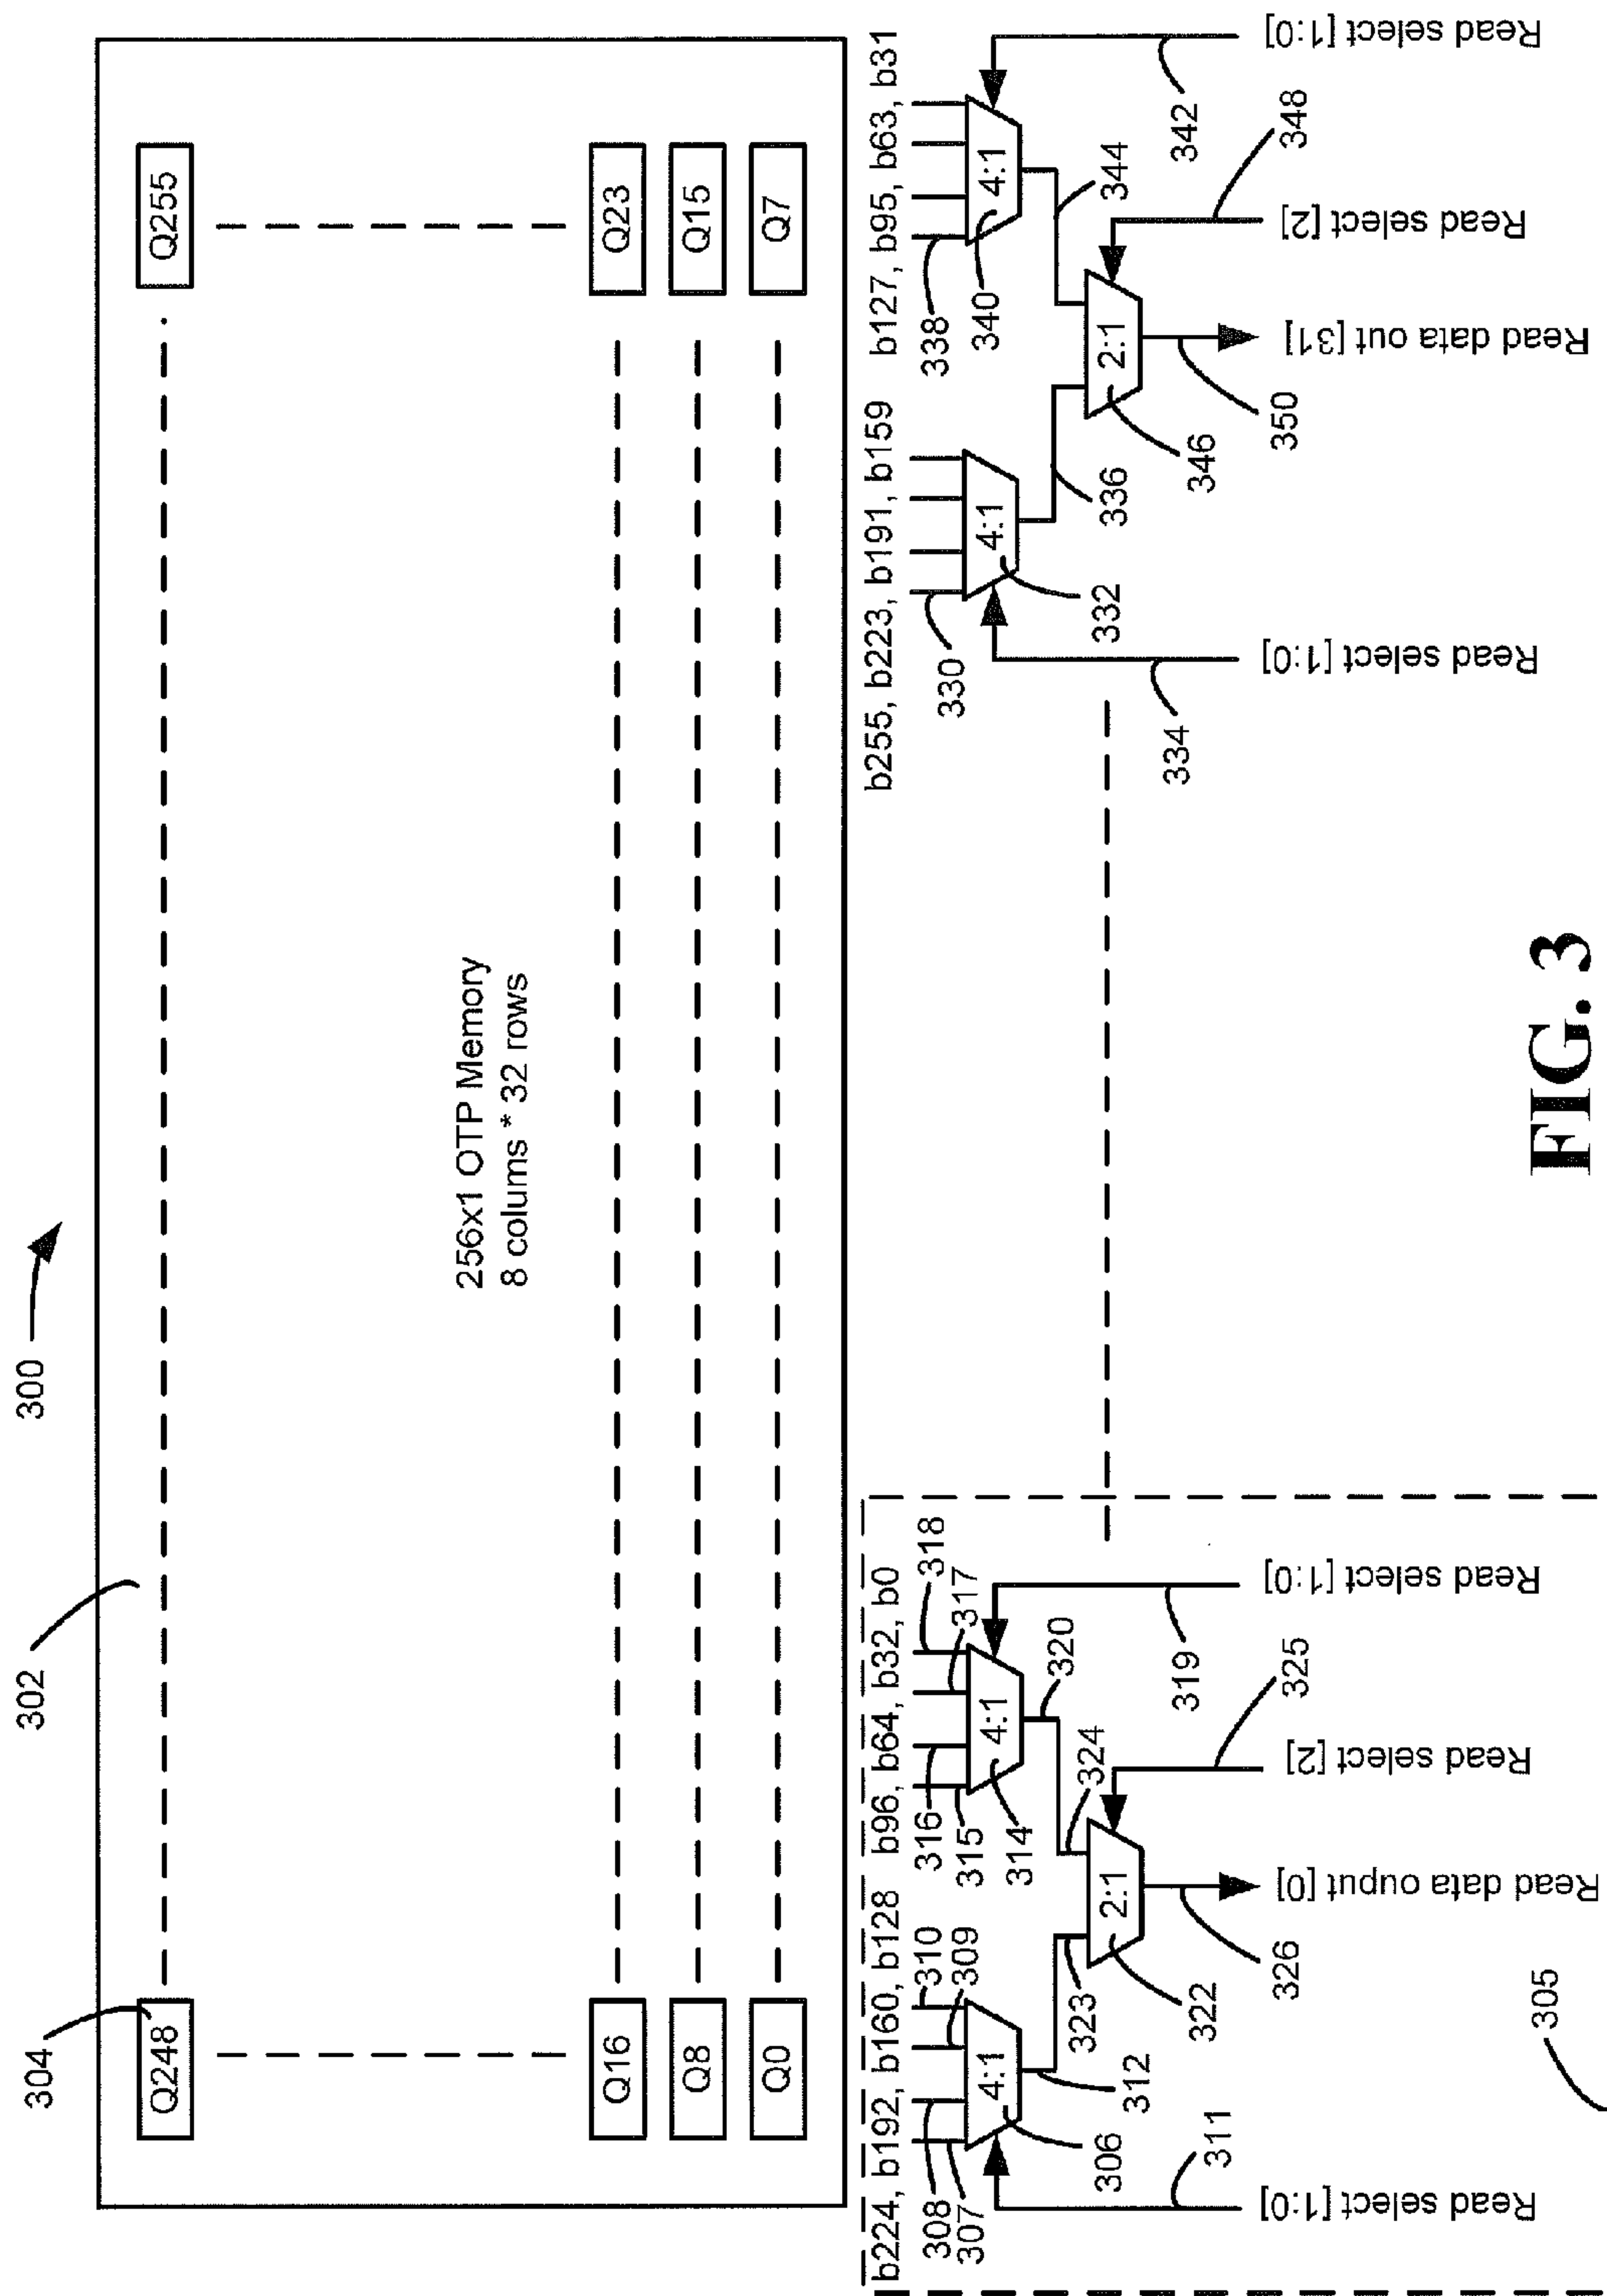 300
302
304
Q248
Q255
256x1 OTP Memory
8 colums * 32 rows
Q16
Q23
Q8
Q15
Q0
Q7
b224, b192, b160, b128
b96, b64, b32, b0
b255, b223, b191, b159
b127, b95, b63, b31
308
307
310
309
316
315
318
317
330
338
4:1
4:1
4:1
4:1
306
314
332
340
312
320
336
344
323
324
2:1
2:1
322
346
311
319
334
342
325
348
326
350
Read select [1:0]
Read select [2]
Read select [1:0]
Read data ouput [0]
Read select [1:0]
Read select [2]
Read select [1:0]
Read data out [31]
305
FIG. 3